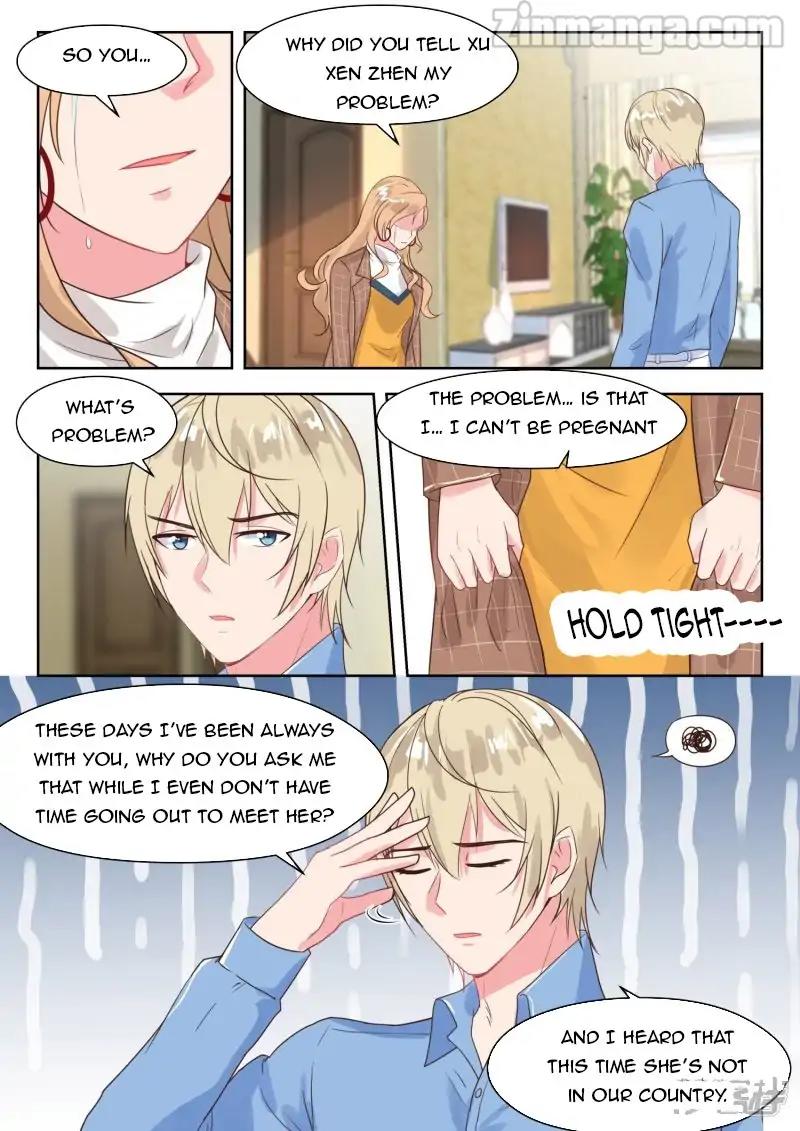 Zinmanga.com
SO YOU...
WHY DID YOU TELL XU
XEN ZHEN MY
PROBLEM?
WHAT'S
PROBLEM?
THE PROBLEM... IS THAT
I... I CAN'T BE PREGNANT
HOLD TIGHT----
THESE DAYS I'VE BEEN ALWAYS
WITH YOU, WHY DO YOU ASK ME
THAT WHILE I EVEN DON'T HAVE
TIME GOING OUT TO MEET HER?
AND I HEARD THAT
THIS TIME SHE'S NOT
IN OUR COUNTRY.